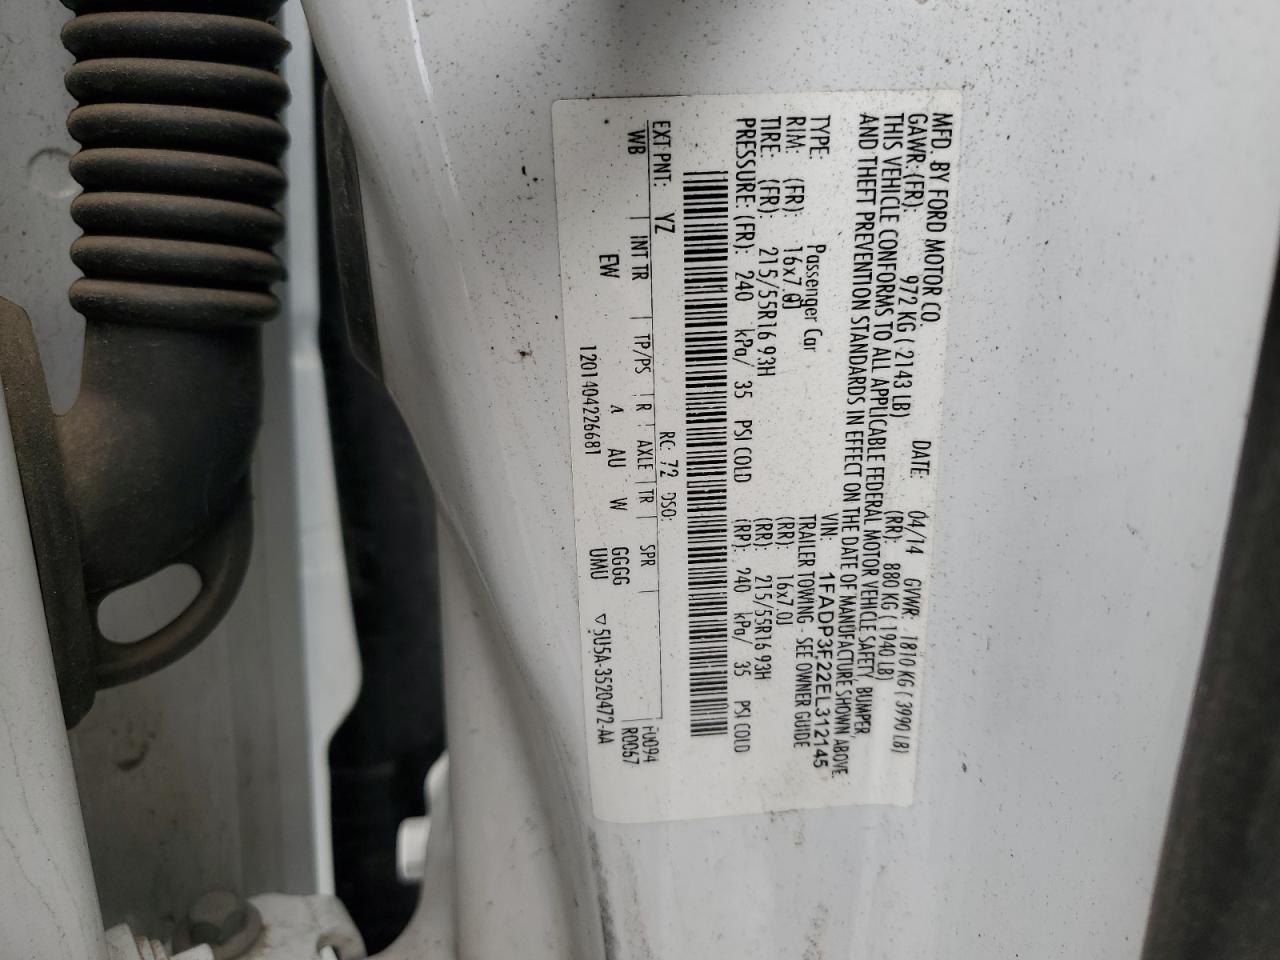 MFD. BY FORD MOTOR CO.
DATE: 04/14 GVWR: 1810 KG ( 3990 LB)
GAWR: (FR): 972 KG ( 2143 LB) (RR): 880 KG ( 1940 LB)
THIS VEHICLE CONFORMS TO ALL APPLICABLE FEDERAL MOTOR VEHICLE SAFETY, BUMPER,
AND THEFT PREVENTION STANDARDS IN EFFECT ON THE DATE OF MANUFACTURE SHOWN ABOVE.
VIN: 1FADP3F22EL312145
TYPE: Passenger Car TRAILER TOWING - SEE OWNER GUIDE
RIM: (FR): 16x7.0J (RR): 16x7.0J
TIRE: (FR): 215/55R16 93H (RR): 215/55R16 93H
PRESSURE: (FR): 240 kPa/ 35 PSI COLD (RR): 240 kPa/ 35 PSI COLD
EXT PNT: YZ RC: 72 DSO: F0094
WB INT TR TP/PS R AXLE TR SPR R0067
EW 4 AU W GGGG
UMU
1201404226681 ▽5U5A-3520472-AA